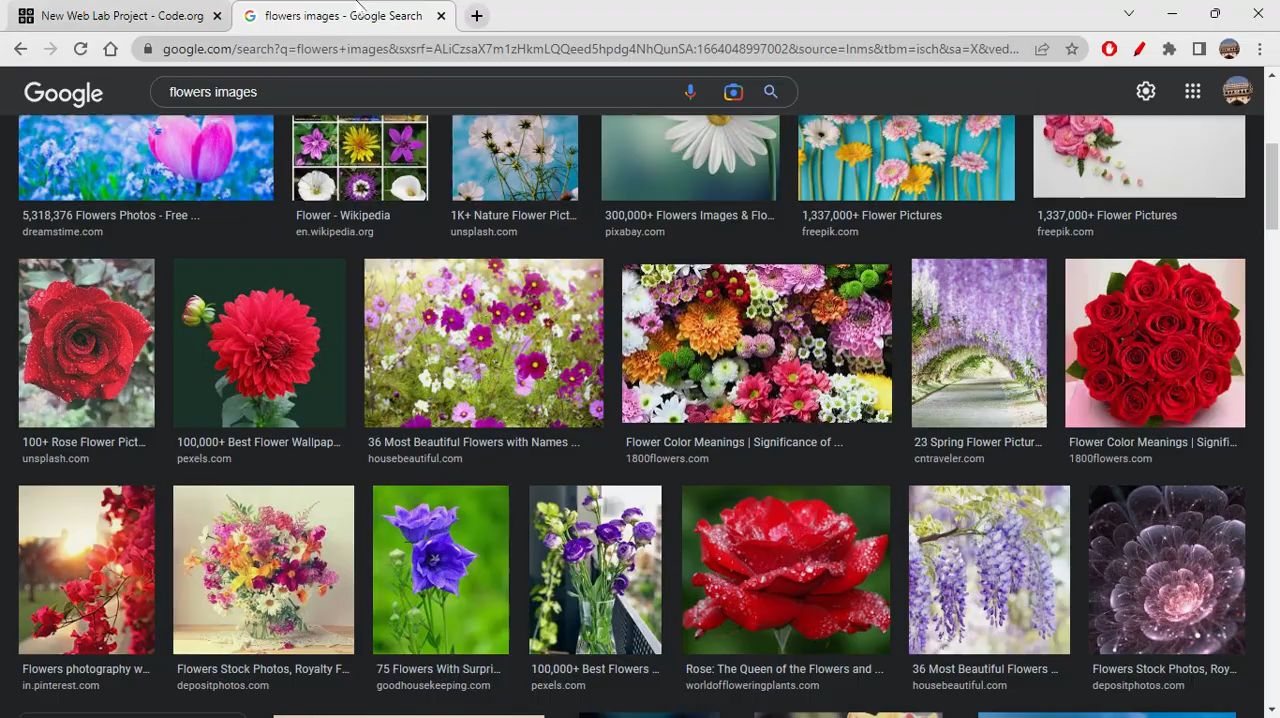 New Web Lab Project - Code.org
flowers images - Google Search
google.com/search?q=flowers+images&sxsrf=ALiCzsaX7m1zHkmLQQeed5hpdg4NhQunSA:1664048997002&source=lnms&tbm=isch&sa=X&ved...
Google
flowers images
5,318,376 Flowers Photos - Free ...
dreamstime.com
Flower - Wikipedia
en.wikipedia.org
1K+ Nature Flower Pict...
unsplash.com
300,000+ Flowers Images & Flo...
pixabay.com
1,337,000+ Flower Pictures
freepik.com
1,337,000+ Flower Pictures
freepik.com
100+ Rose Flower Pict...
unsplash.com
100,000+ Best Flower Wallpap...
pexels.com
36 Most Beautiful Flowers with Names ...
housebeautiful.com
Flower Color Meanings | Significance of ...
1800flowers.com
23 Spring Flower Pictur...
cntraveler.com
Flower Color Meanings | Signifi...
1800flowers.com
Flowers photography w...
in.pinterest.com
Flowers Stock Photos, Royalty F...
depositphotos.com
75 Flowers With Surpri...
goodhousekeeping.com
100,000+ Best Flowers ...
pexels.com
Rose: The Queen of the Flowers and ...
worldoffloweringplants.com
36 Most Beautiful Flowers ...
housebeautiful.com
Flowers Stock Photos, Roy...
depositphotos.com